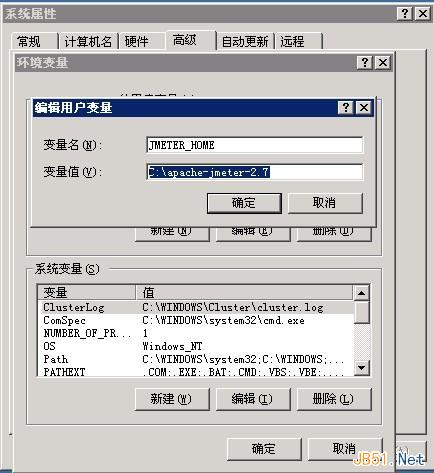 系统属性
常规 计算机名 硬件 高级 自动更新 远程
环境变量
编辑用户变量
变量名(N): JMETER_HOME
变量值(V): C:\apache-jmeter-2.7
确定 取消
新建(N) 编辑(E) 删除(D)
系统变量(S)
变量 值
ClusterLog C:\WINDOWS\Cluster\cluster.log
ComSpec C:\WINDOWS\system32\cmd.exe
NUMBER_OF_PR... 1
OS Windows_NT
Path C:\WINDOWS\system32;C:\WINDOWS;...
PATHEXT .COM;.EXE;.BAT;.CMD;.VBS;.VBE;...
新建(W) 编辑(I) 删除(L)
确定 取消
JB51.Net